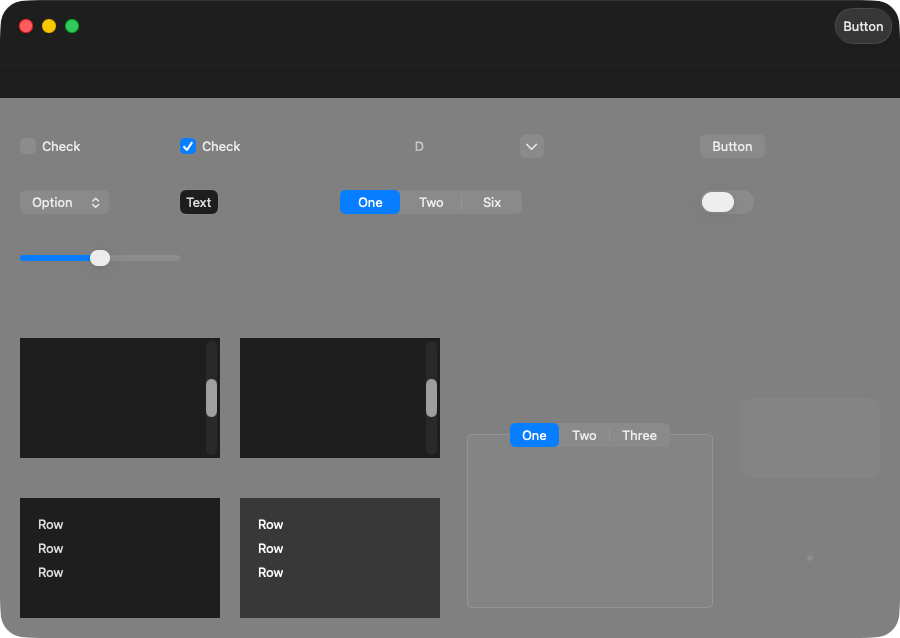 Button
Check
Check
D
Button
Option
Text
One
Two
Six
One
Two
Three
Row
Row
Row
Row
Row
Row